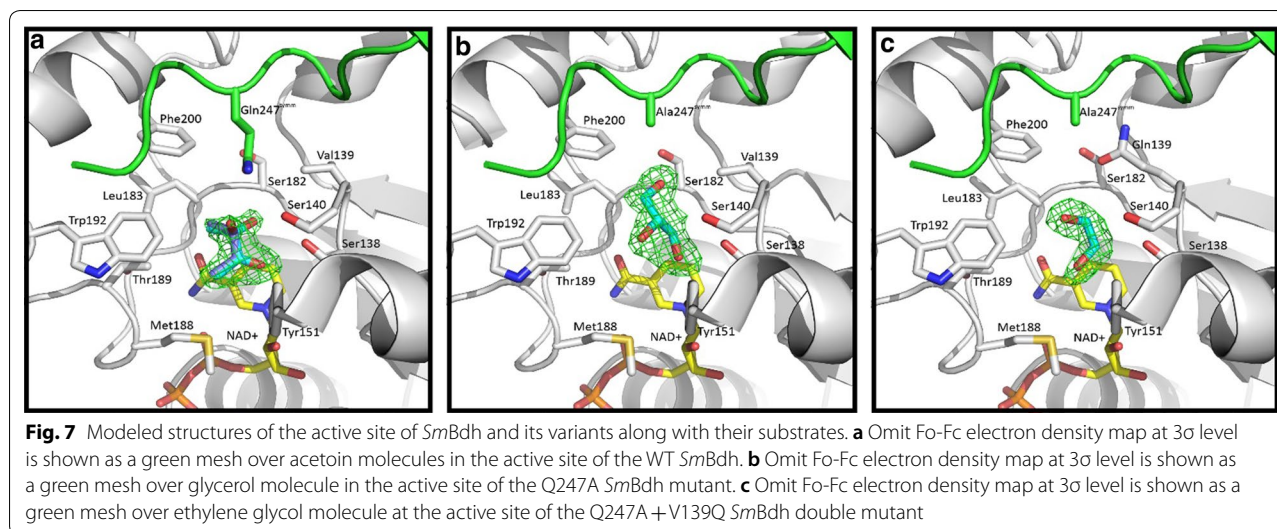 a
Gln247symm
Phe200
Val139
Ser182
Leu183
Ser140
Trp192
Ser138
Thr189
Met188
NAD+
Tyr151
b
Ala247symm
Phe200
Val139
Ser182
Leu183
Ser140
Trp192
Ser138
Thr189
Met188
NAD+
Tyr151
c
Ala247symm
Phe200
Gln139
Ser182
Leu183
Ser140
Trp192
Ser138
Thr189
Met188
NAD+
Tyr151
Fig. 7 Modeled structures of the active site of SmBdh and its variants along with their substrates. a Omit Fo-Fc electron density map at 3σ level
is shown as a green mesh over acetoin molecules in the active site of the WT SmBdh. b Omit Fo-Fc electron density map at 3σ level is shown as
a green mesh over glycerol molecule in the active site of the Q247A SmBdh mutant. c Omit Fo-Fc electron density map at 3σ level is shown as a
green mesh over ethylene glycol molecule at the active site of the Q247A + V139Q SmBdh double mutant